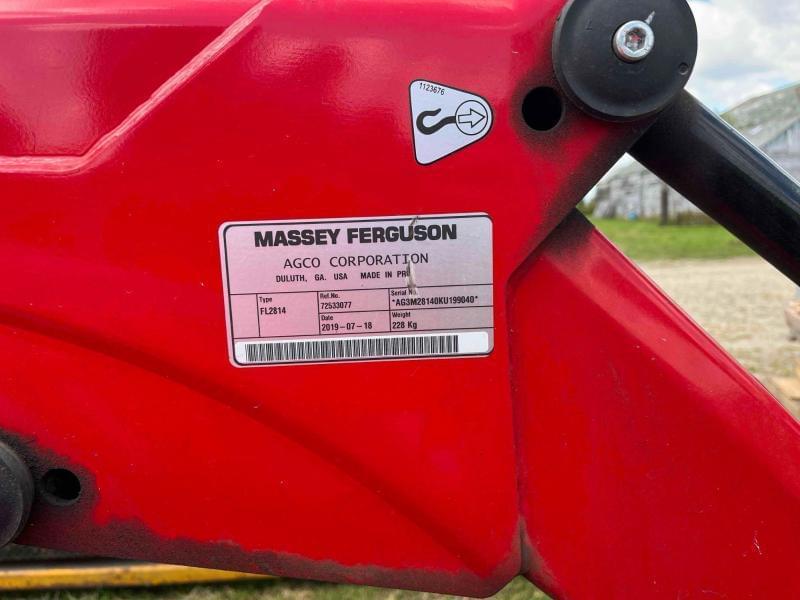 1123676
MASSEY FERGUSON
AGCO CORPORATION
DULUTH, GA. USA MADE IN
Type
FL2814
Ref.No.
72533077
Serial No.
*AG3M28140KU199040*
Date
2019-07-18
Weight
228 Kg